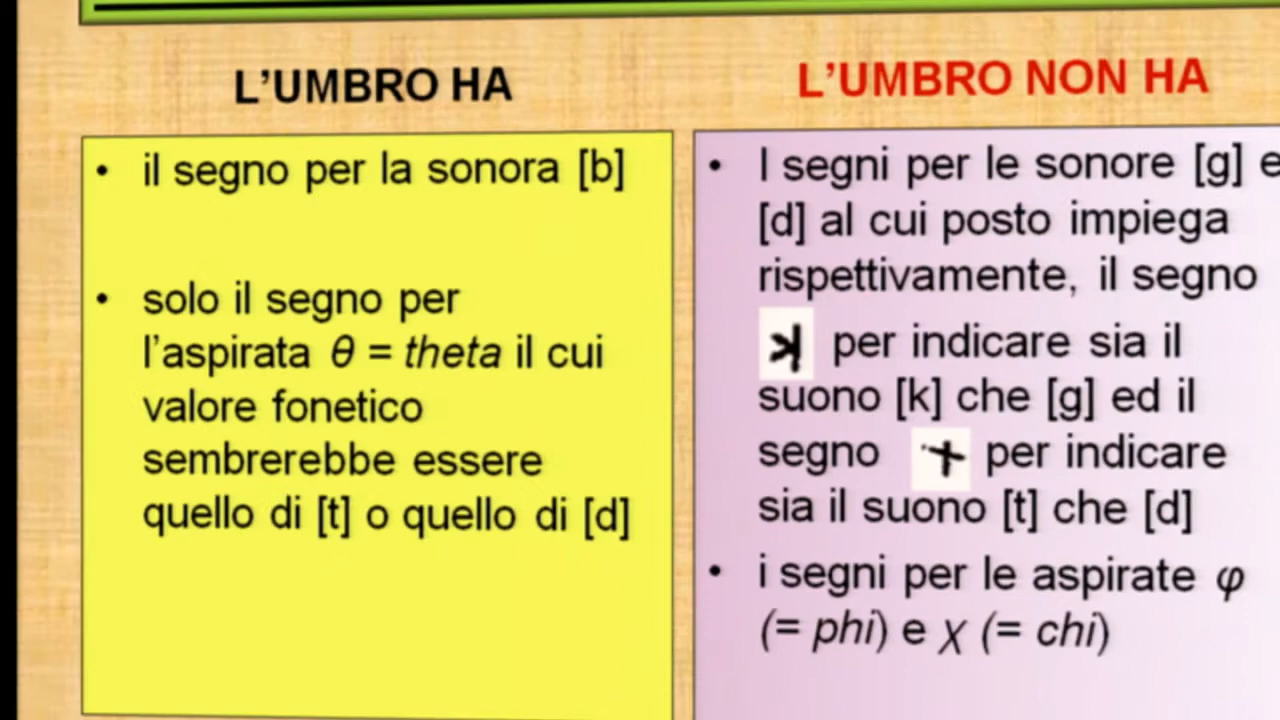 L'UMBRO HA
• il segno per la sonora [b]
• solo il segno per
l'aspirata θ = theta il cui
valore fonetico
sembrerebbe essere
quello di [t] o quello di [d]
L'UMBRO NON HA
• I segni per le sonore [g] e
[d] al cui posto impiega
rispettivamente, il segno
per indicare sia il
suono [k] che [g] ed il
segno per indicare
sia il suono [t] che [d]
• i segni per le aspirate φ
(= phi) e χ (= chi)